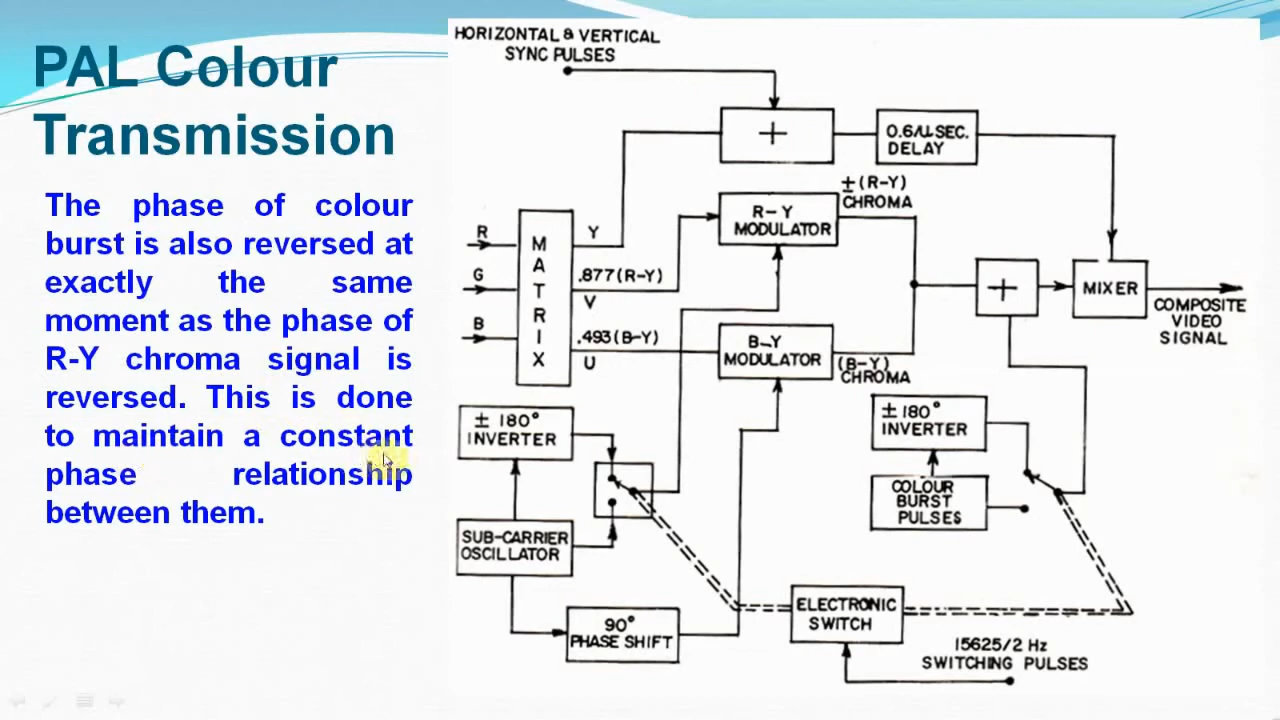 PAL Colour
Transmission
The phase of colour
burst is also reversed at
exactly the same
moment as the phase of
R-Y chroma signal is
reversed. This is done
to maintain a constant
phase relationship
between them.
HORIZONTAL & VERTICAL
SYNC PULSES
+
0.6/μSEC.
DELAY
R
G
B
MATRIX
Y
.877(R-Y)
V
.493(B-Y)
U
R-Y
MODULATOR
±(R-Y)
CHROMA
B-Y
MODULATOR
(B-Y)
CHROMA
+
MIXER
COMPOSITE
VIDEO
SIGNAL
± 180°
INVERTER
SUB-CARRIER
OSCILLATOR
90°
PHASE SHIFT
± 180°
INVERTER
COLOUR
BURST
PULSES
ELECTRONIC
SWITCH
15625/2 Hz
SWITCHING PULSES